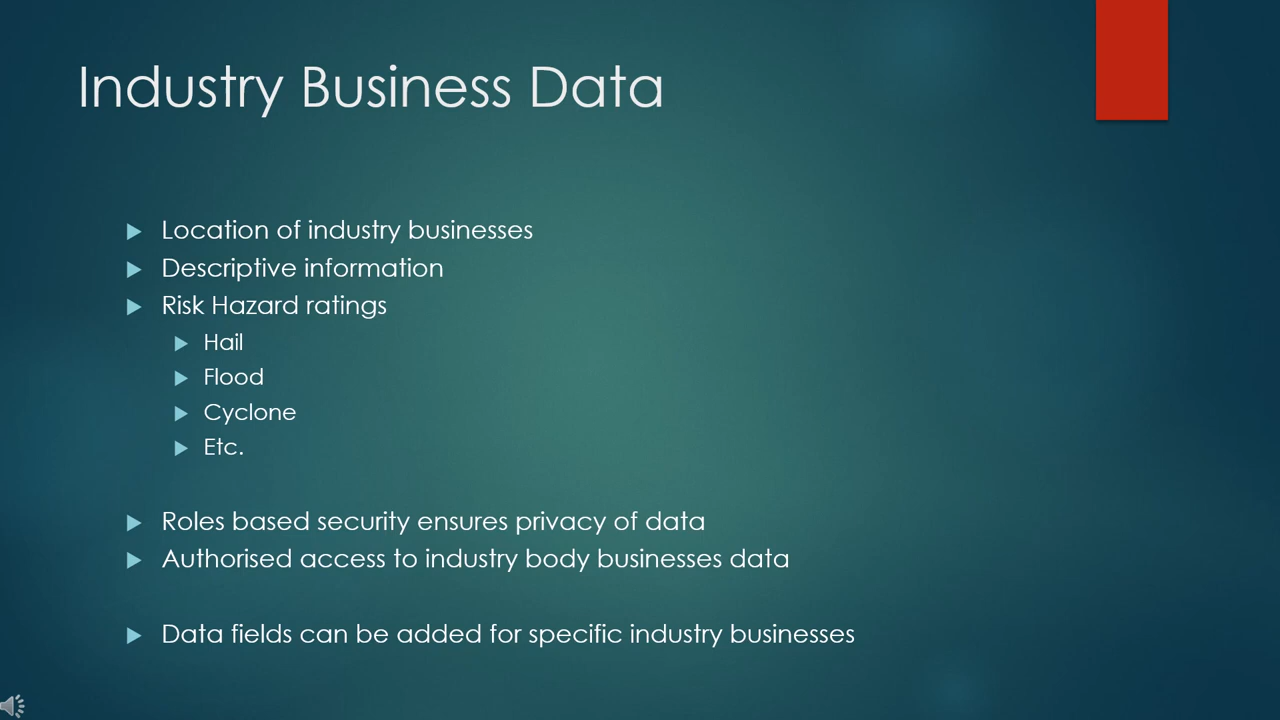 Industry Business Data
Location of industry businesses
Descriptive information
Risk Hazard ratings
Hail
Flood
Cyclone
Etc.
Roles based security ensures privacy of data
Authorised access to industry body businesses data
Data fields can be added for specific industry businesses